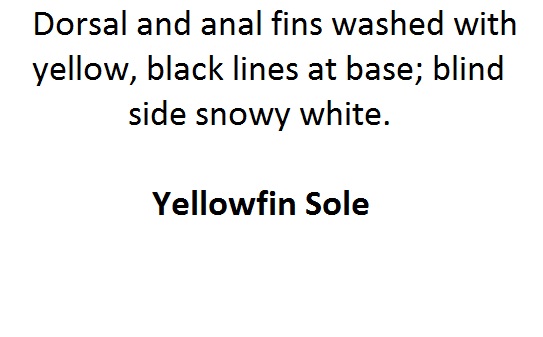 Dorsal and anal fins washed with
yellow, black lines at base; blind
side snowy white.
Yellowfin Sole